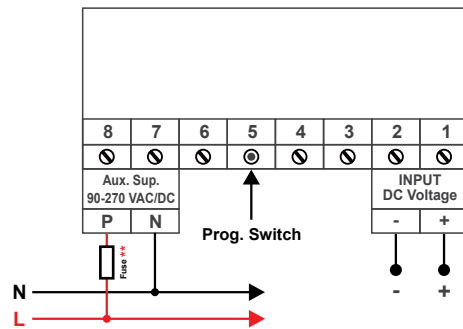 8 7 6 5 4 3 2 1
Aux. Sup.
90-270 VAC/DC
P N
INPUT
DC Voltage
- +
Prog. Switch
Fuse **
- +
N
L